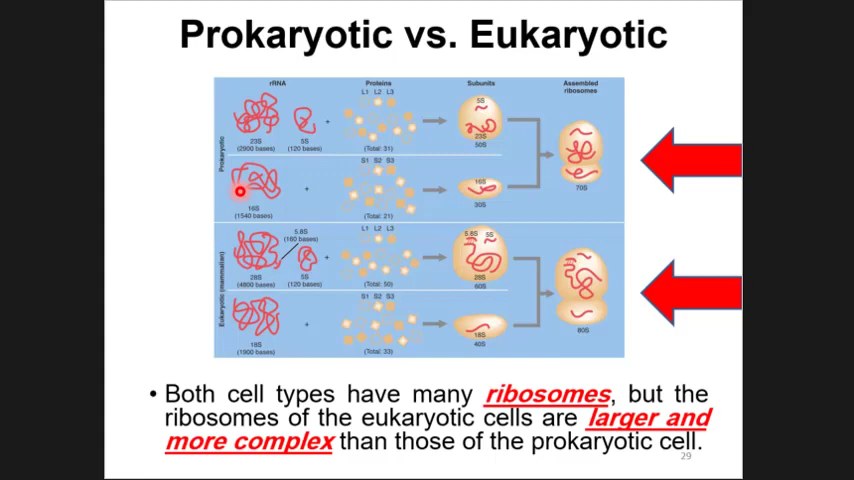 Prokaryotic vs. Eukaryotic
rRNA
Proteins
Subunits
Assembled
ribosomes
L1 L2 L3
5S
23S
(2900 bases)
5S
(120 bases)
+
(Total: 31)
23S
50S
Prokaryotic
S1 S2 S3
16S
16S
(1540 bases)
+
(Total: 21)
30S
70S
5.8S
(160 bases)
L1 L2 L3
5.8S 5S
28S
(4800 bases)
5S
(120 bases)
+
(Total: 50)
28S
60S
Eukaryotic (mammalian)
S1 S2 S3
18S
(1900 bases)
+
(Total: 33)
18S
40S
80S
• Both cell types have many ribosomes, but the
ribosomes of the eukaryotic cells are larger and
more complex than those of the prokaryotic cell.
29